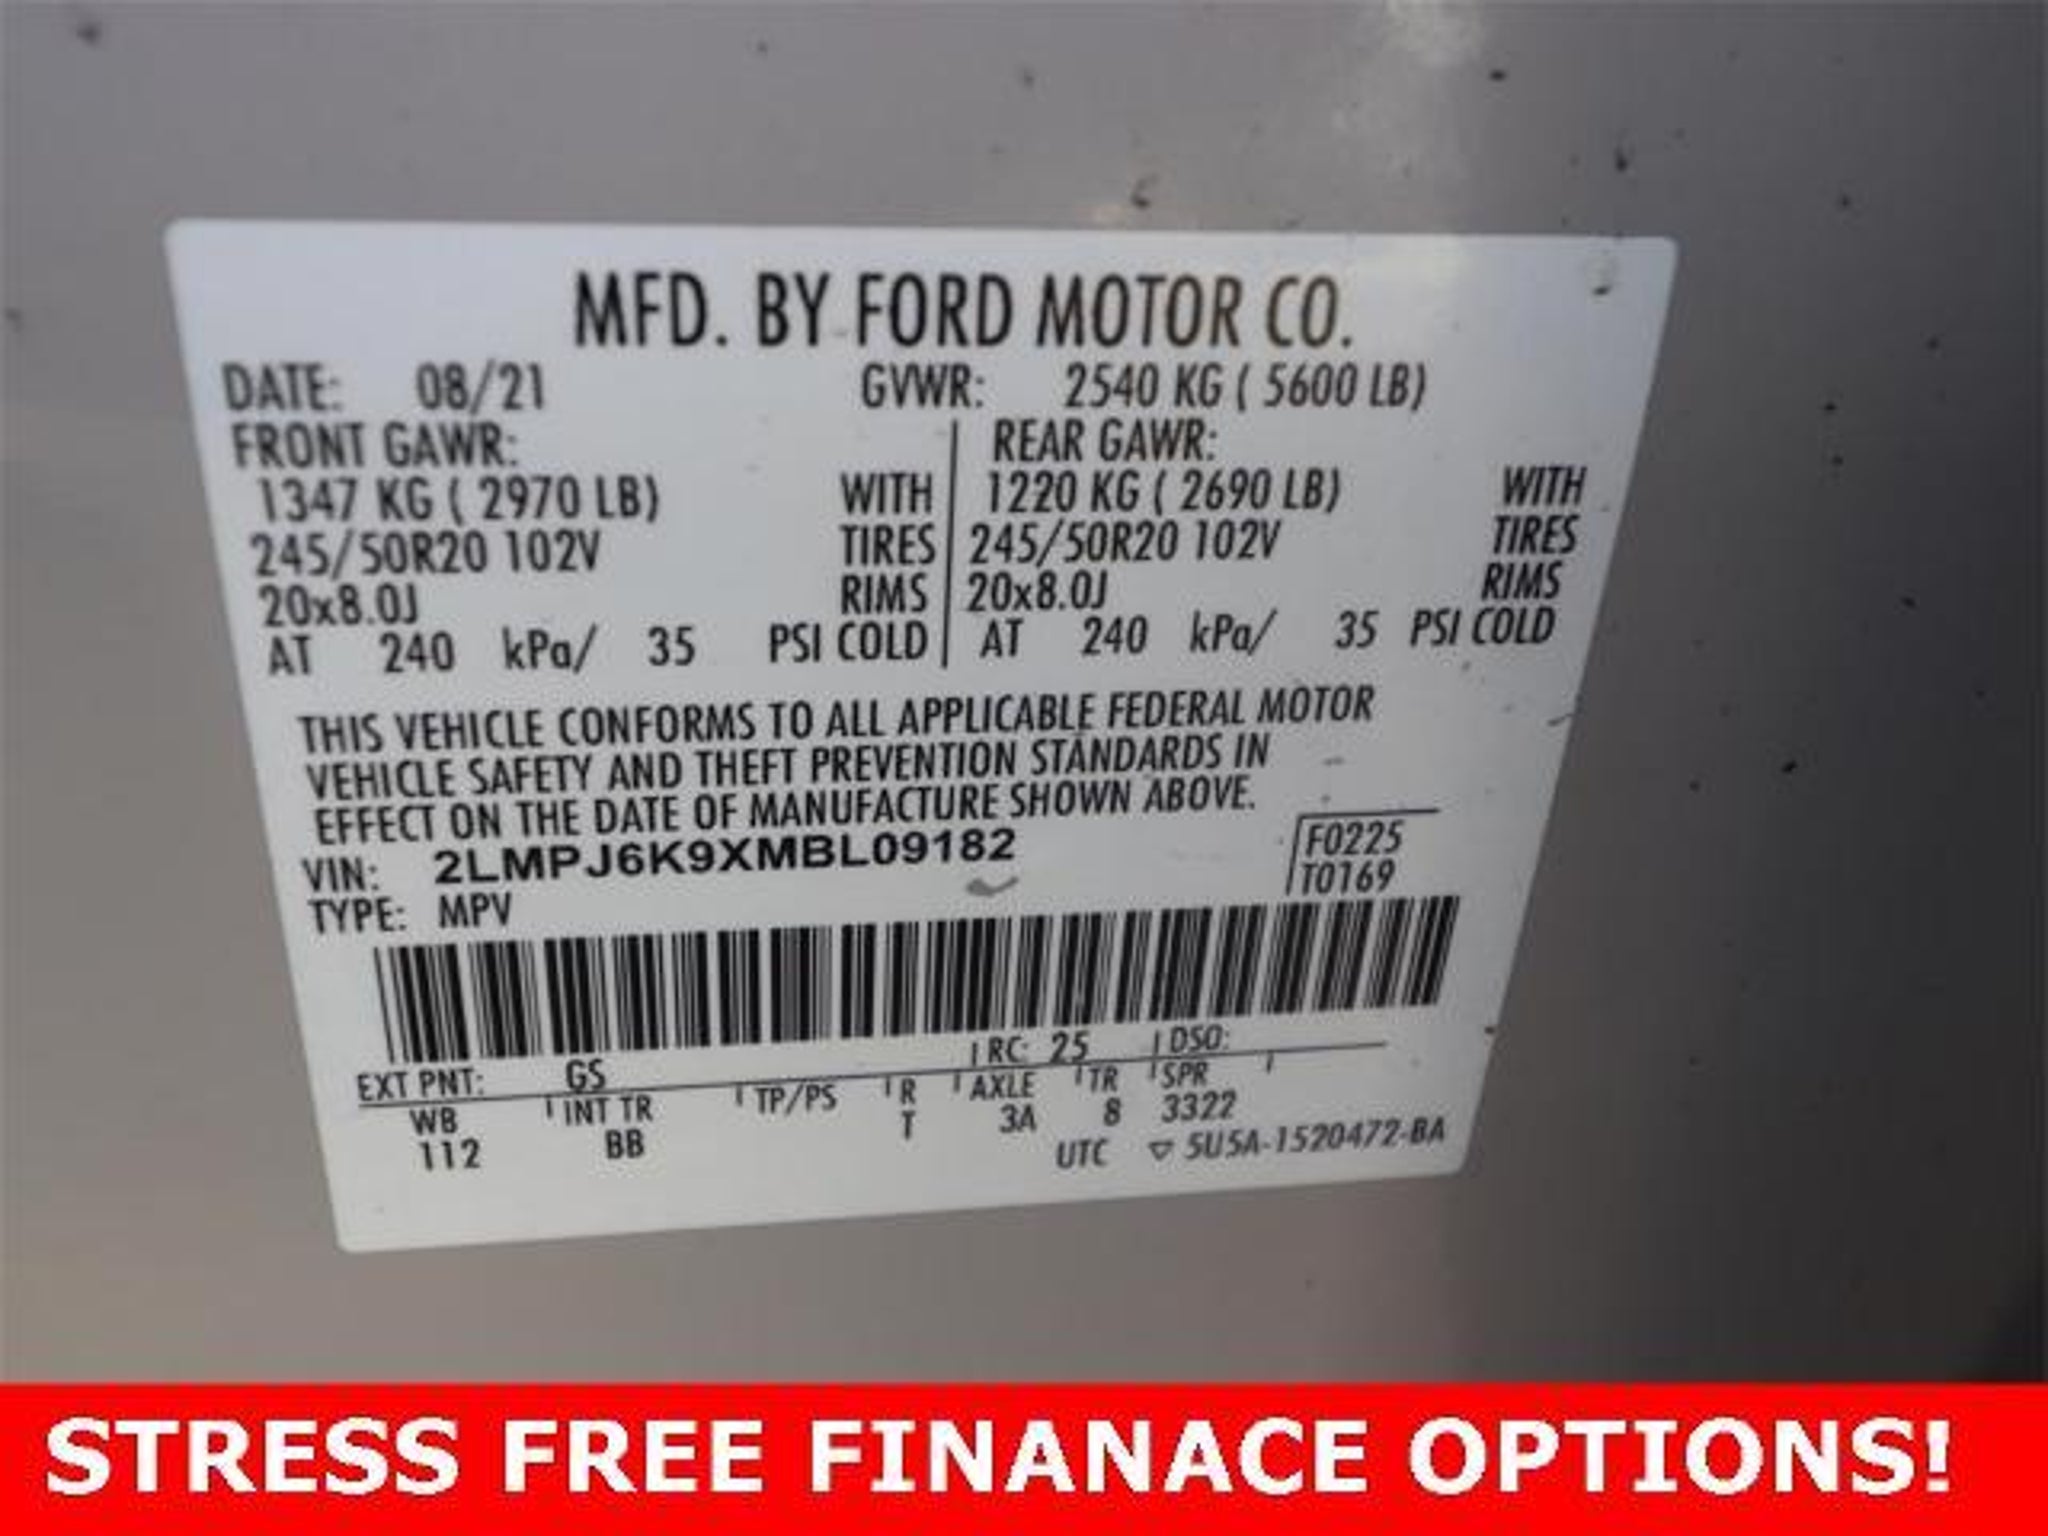 MFD. BY FORD MOTOR CO.
DATE: 08/21 GVWR: 2540 KG ( 5600 LB)
FRONT GAWR: REAR GAWR:
1347 KG ( 2970 LB) WITH 1220 KG ( 2690 LB) WITH
245/50R20 102V TIRES 245/50R20 102V TIRES
20x8.0J RIMS 20x8.0J RIMS
AT 240 kPa/ 35 PSI COLD AT 240 kPa/ 35 PSI COLD
THIS VEHICLE CONFORMS TO ALL APPLICABLE FEDERAL MOTOR
VEHICLE SAFETY AND THEFT PREVENTION STANDARDS IN
EFFECT ON THE DATE OF MANUFACTURE SHOWN ABOVE.
VIN: 2LMPJ6K9XMBL09182 F0225
TYPE: MPV T0169
EXT PNT: GS RC: 25 DSO:
WB INT TR TP/PS R AXLE TR SPR
112 BB T 3A 8 3322
UTC ▽ 5U5A-1520472-BA
STRESS FREE FINANACE OPTIONS!